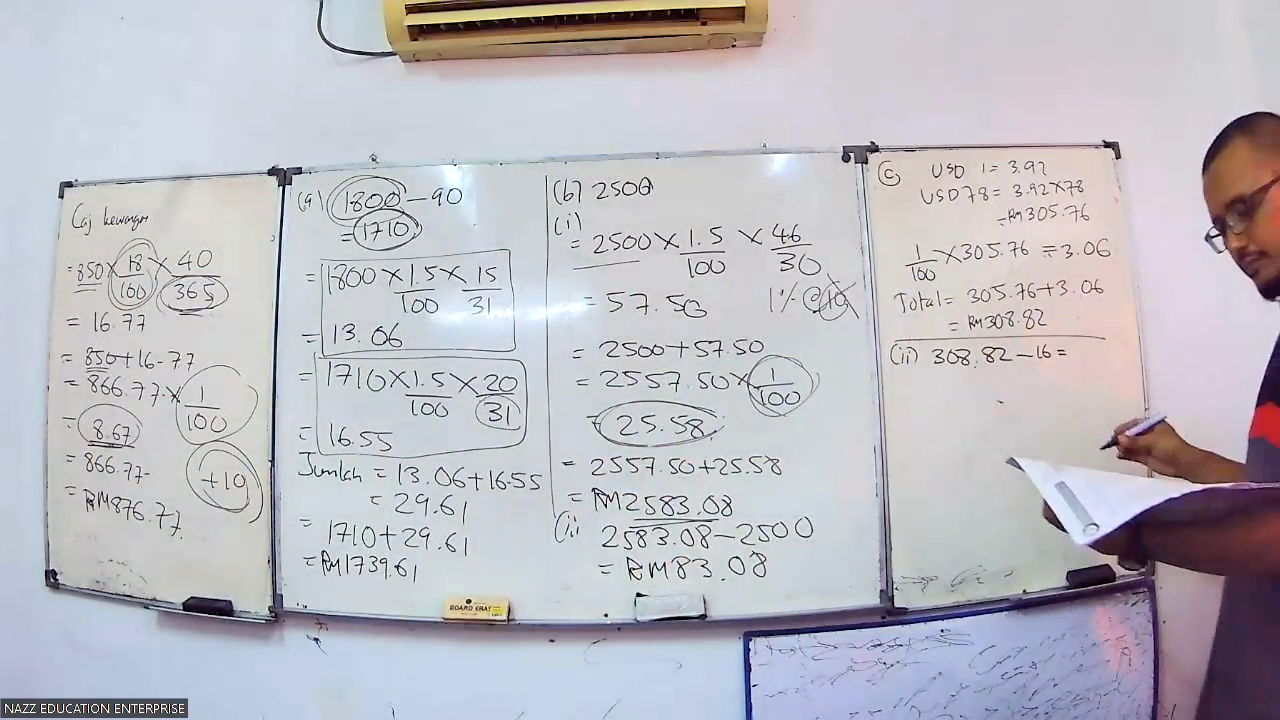 Caj kewangan
= 850 × 18/100 × 40/365
= 16.77
= 850 + 16.77
= 866.77 × 1/100
= 8.67
= 866.77 +10
= RM876.77
(a) 1800 - 90
= 1710
= 1800 × 1.5/100 × 15/31
= 13.06
= 1710 × 1.5/100 × 20/31
= 16.55
Jumlah = 13.06 + 16.55
= 29.61
= 1710 + 29.61
= RM1739.61
(b) 2500
(i)
= 2500 × 1.5/100 × 46/30
= 57.50 1% @ 10
= 2500 + 57.50
= 2557.50 × 1/100
= 25.58
= 2557.50 + 25.58
= RM2583.08
(ii) 2583.08 - 2500
= RM83.08
(c) USD 1 = 3.92
USD 78 = 3.92 × 78
= RM305.76
1/100 × 305.76 = 3.06
Total = 305.76 + 3.06
= RM308.82
(ii) 308.82 - 16 =
BOARD ERAS
NAZZ EDUCATION ENTERPRISE